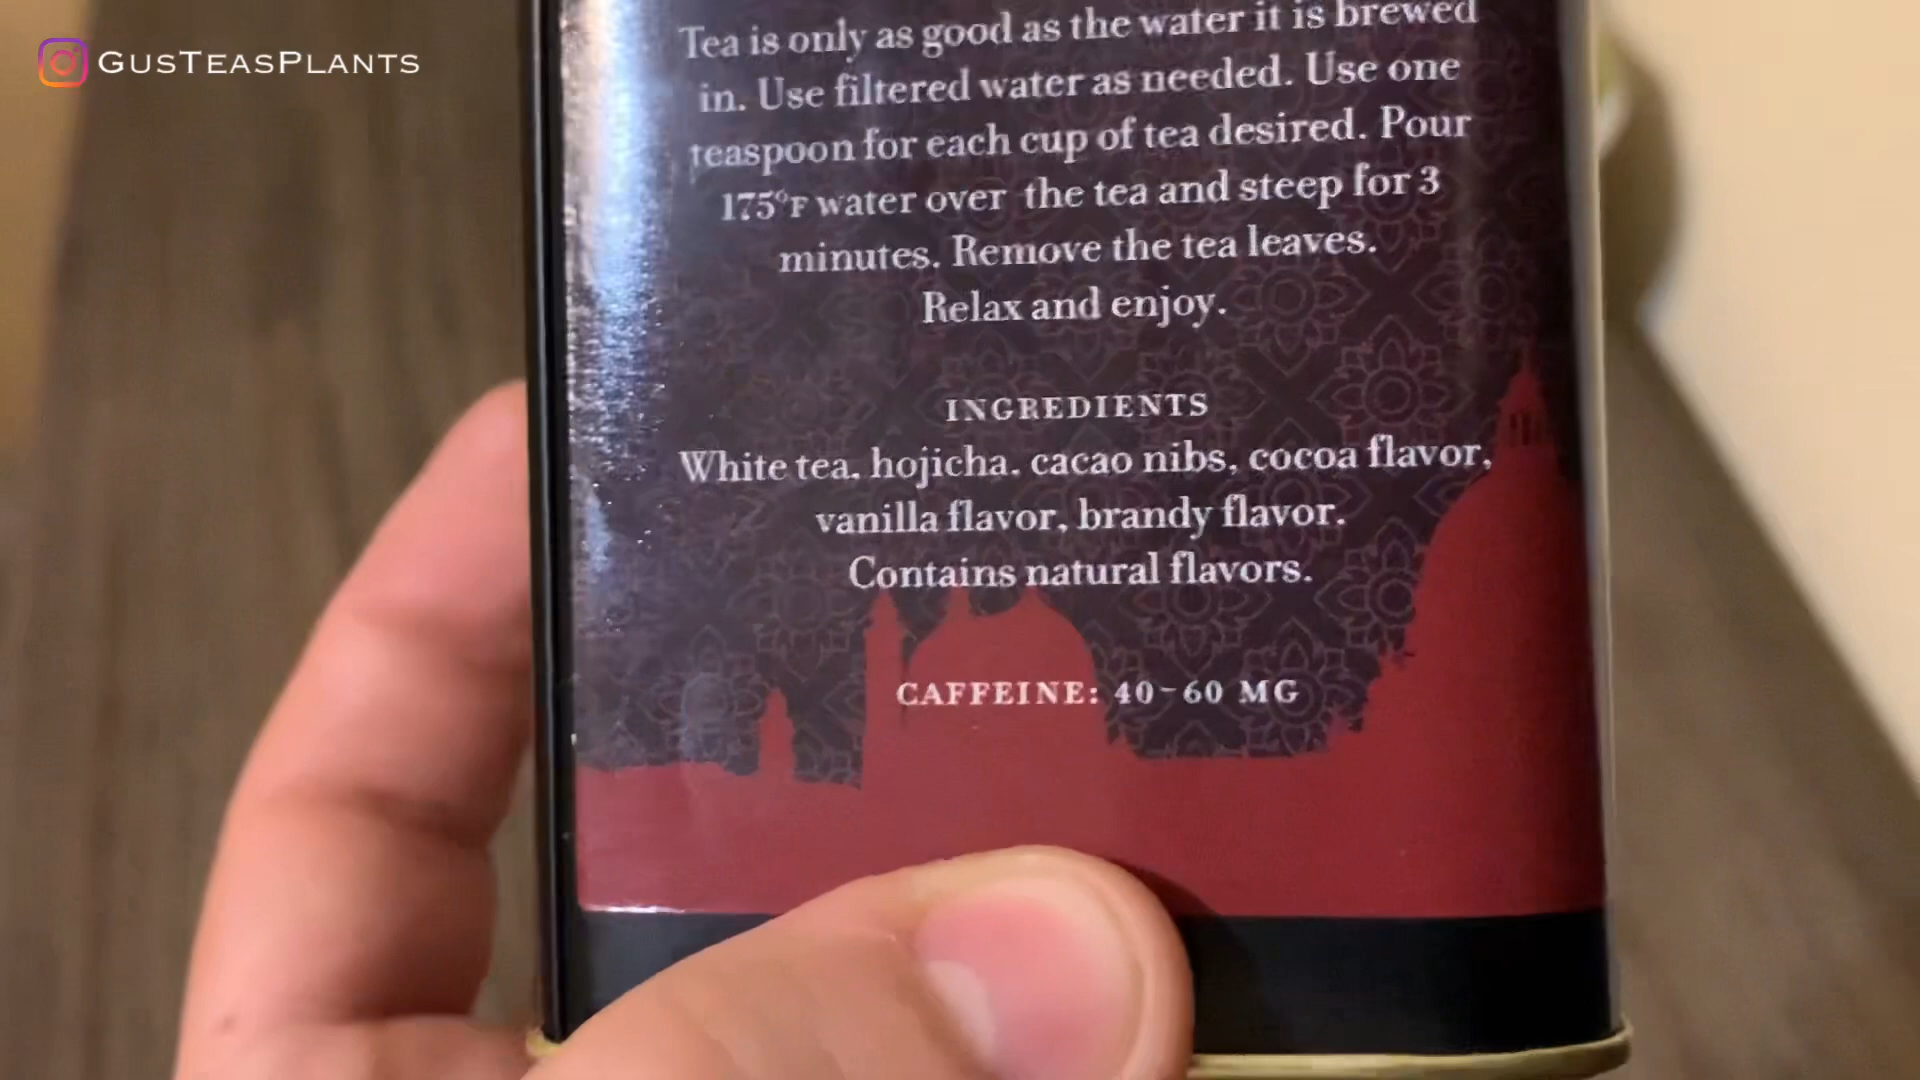 GUSTEASPLANTS
Tea is only as good as the water it is brewed
in. Use filtered water as needed. Use one
teaspoon for each cup of tea desired. Pour
175°F water over the tea and steep for 3
minutes. Remove the tea leaves.
Relax and enjoy.
INGREDIENTS
White tea, hojicha, cacao nibs, cocoa flavor,
vanilla flavor, brandy flavor.
Contains natural flavors.
CAFFEINE: 40-60 MG